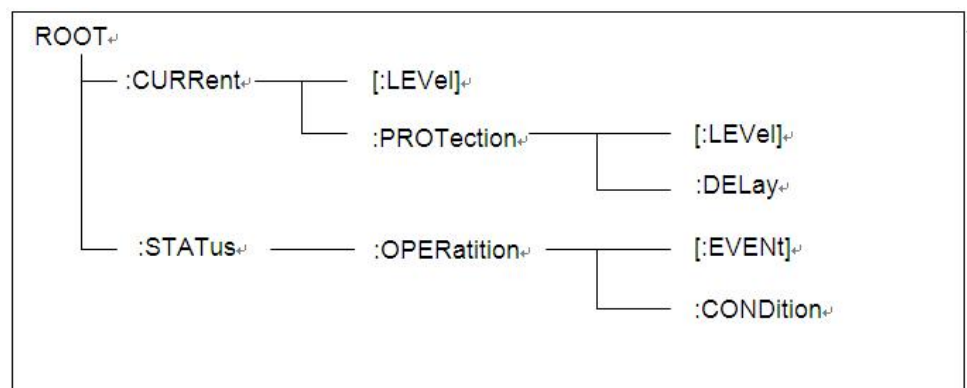 ROOT↵
:CURRent↵ [:LEVel]↵
:PROTection↵ [:LEVel]↵
:DELay↵
:STATus↵ :OPERatition↵ [:EVENt]↵
:CONDition↵